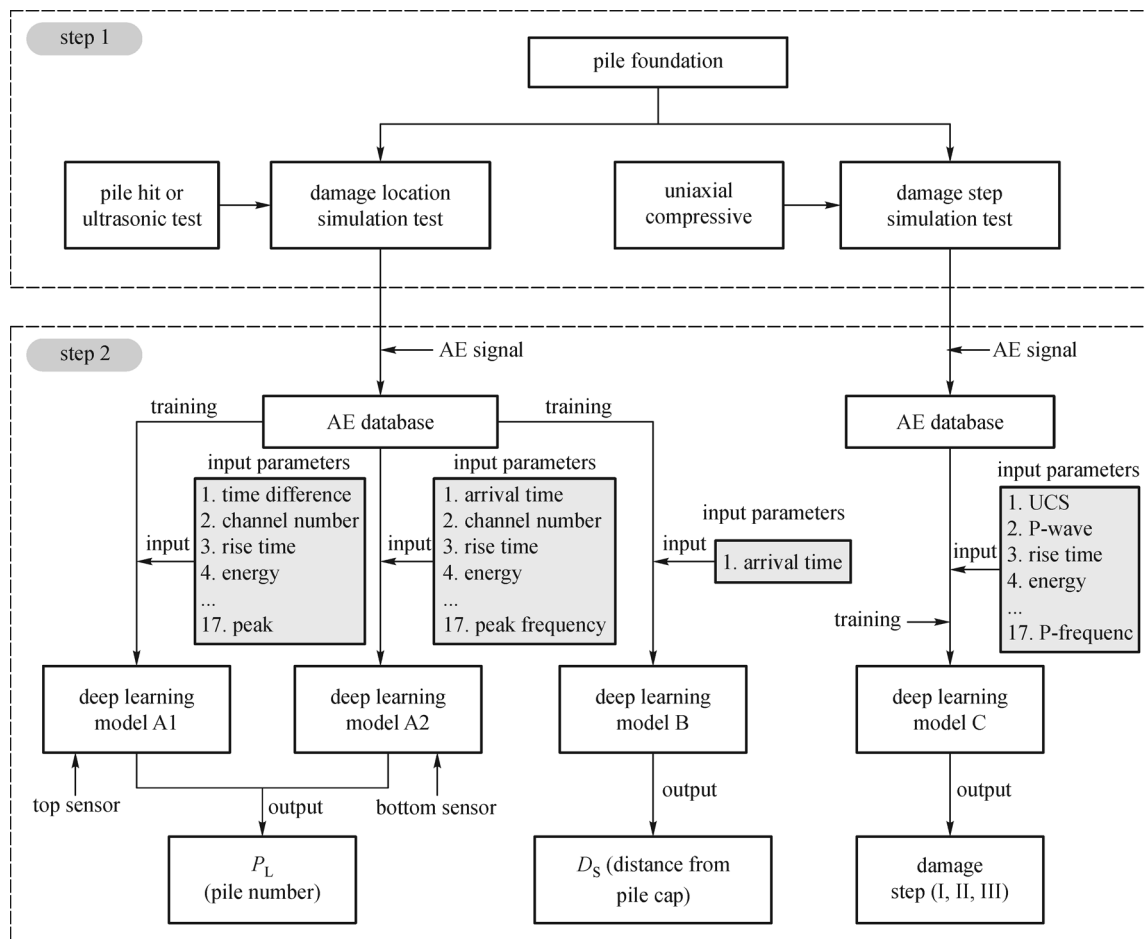 step 1
pile foundation
pile hit or
ultrasonic test
damage location
simulation test
uniaxial
compressive
damage step
simulation test
step 2
AE signal
AE signal
training
AE database
training
AE database
input parameters
1. time difference
2. channel number
3. rise time
4. energy
...
17. peak
input
input parameters
1. arrival time
2. channel number
3. rise time
4. energy
...
17. peak frequency
input
input parameters
1. arrival time
input
input parameters
1. UCS
2. P-wave
3. rise time
4. energy
...
17. P-frequenc
input
training
deep learning
model A1
deep learning
model A2
deep learning
model B
deep learning
model C
top sensor
output
bottom sensor
output
output
P_L
(pile number)
D_S (distance from
pile cap)
damage
step (I, II, III)